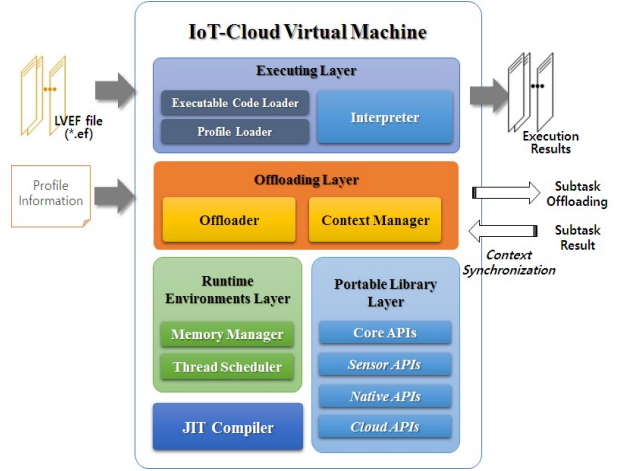 IoT-Cloud Virtual Machine
Executing Layer
Executable Code Loader
Profile Loader
Interpreter
LVEF file
(*.ef)
Execution
Results
Profile
Information
Offloading Layer
Offloader
Context Manager
Subtask
Offloading
Subtask
Result
Context
Synchronization
Runtime
Environments Layer
Memory Manager
Thread Scheduler
JIT Compiler
Portable Library
Layer
Core APIs
Sensor APIs
Native APIs
Cloud APIs